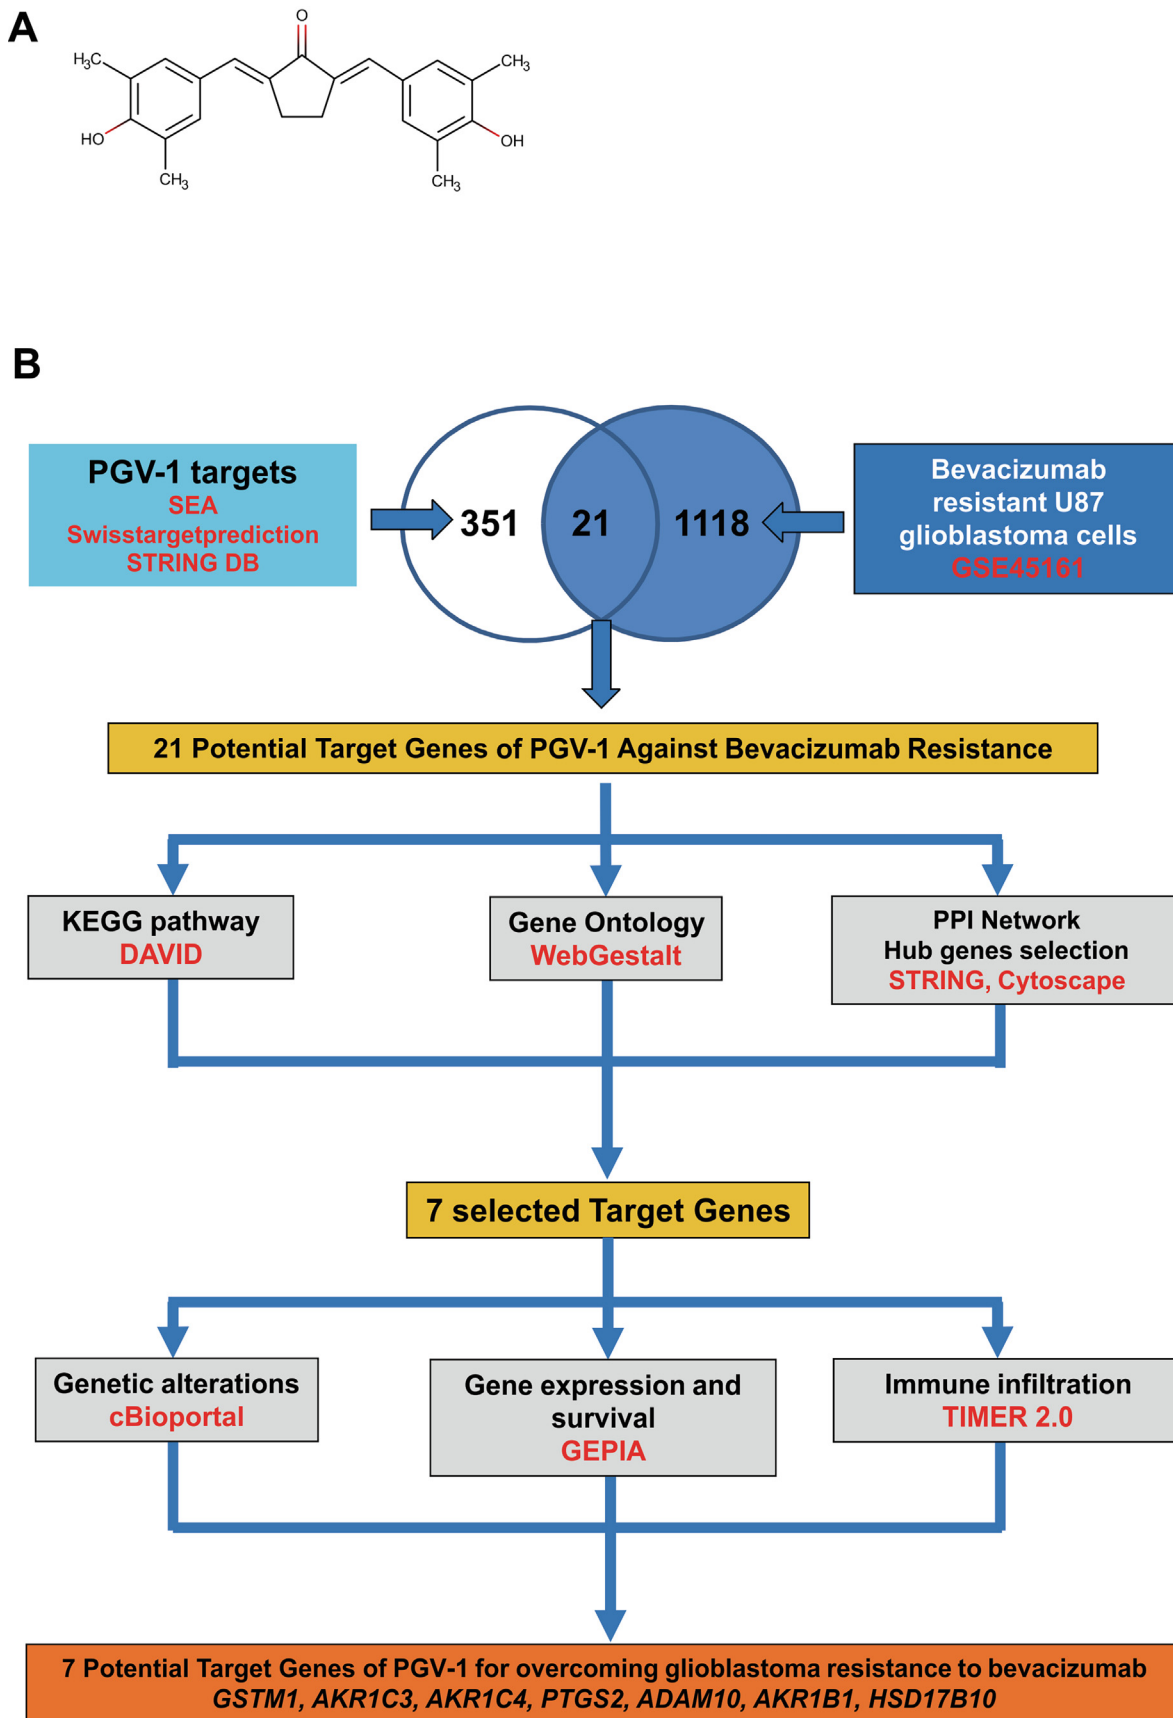 A
O
H₃C
CH₃
HO
OH
CH₃
CH₃
B
PGV-1 targets
SEA
Swisstargetprediction
STRING DB
351
21
1118
Bevacizumab
resistant U87
glioblastoma cells
GSE45161
21 Potential Target Genes of PGV-1 Against Bevacizumab Resistance
KEGG pathway
DAVID
Gene Ontology
WebGestalt
PPI Network
Hub genes selection
STRING, Cytoscape
7 selected Target Genes
Genetic alterations
cBioportal
Gene expression and
survival
GEPIA
Immune infiltration
TIMER 2.0
7 Potential Target Genes of PGV-1 for overcoming glioblastoma resistance to bevacizumab
GSTM1, AKR1C3, AKR1C4, PTGS2, ADAM10, AKR1B1, HSD17B10